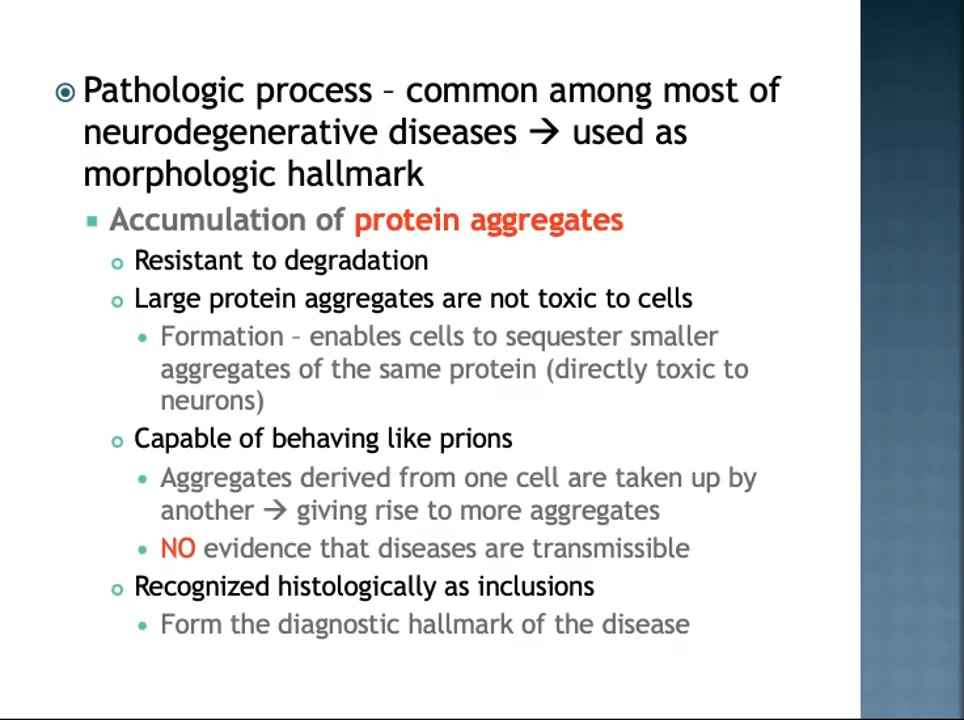 Pathologic process – common among most of
neurodegenerative diseases → used as
morphologic hallmark
Accumulation of protein aggregates
Resistant to degradation
Large protein aggregates are not toxic to cells
Formation – enables cells to sequester smaller
aggregates of the same protein (directly toxic to
neurons)
Capable of behaving like prions
Aggregates derived from one cell are taken up by
another → giving rise to more aggregates
NO evidence that diseases are transmissible
Recognized histologically as inclusions
Form the diagnostic hallmark of the disease